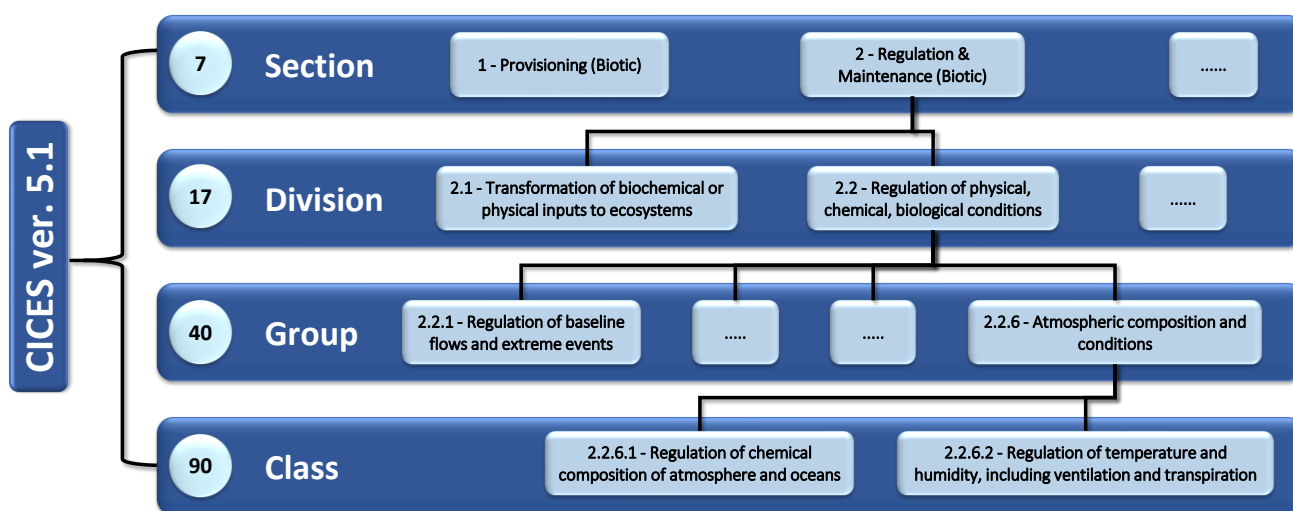 CICES ver. 5.1
7
Section
1 - Provisioning (Biotic)
2 - Regulation &
Maintenance (Biotic)
......
17
Division
2.1 - Transformation of biochemical or
physical inputs to ecosystems
2.2 - Regulation of physical,
chemical, biological conditions
......
40
Group
2.2.1 - Regulation of baseline
flows and extreme events
.....
.....
2.2.6 - Atmospheric composition and
conditions
90
Class
2.2.6.1 - Regulation of chemical
composition of atmosphere and oceans
2.2.6.2 - Regulation of temperature and
humidity, including ventilation and transpiration